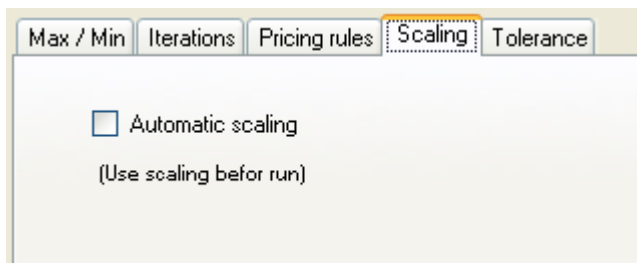 Max / Min Iterations Pricing rules Scaling Tolerance
Automatic scaling
(Use scaling befor run)